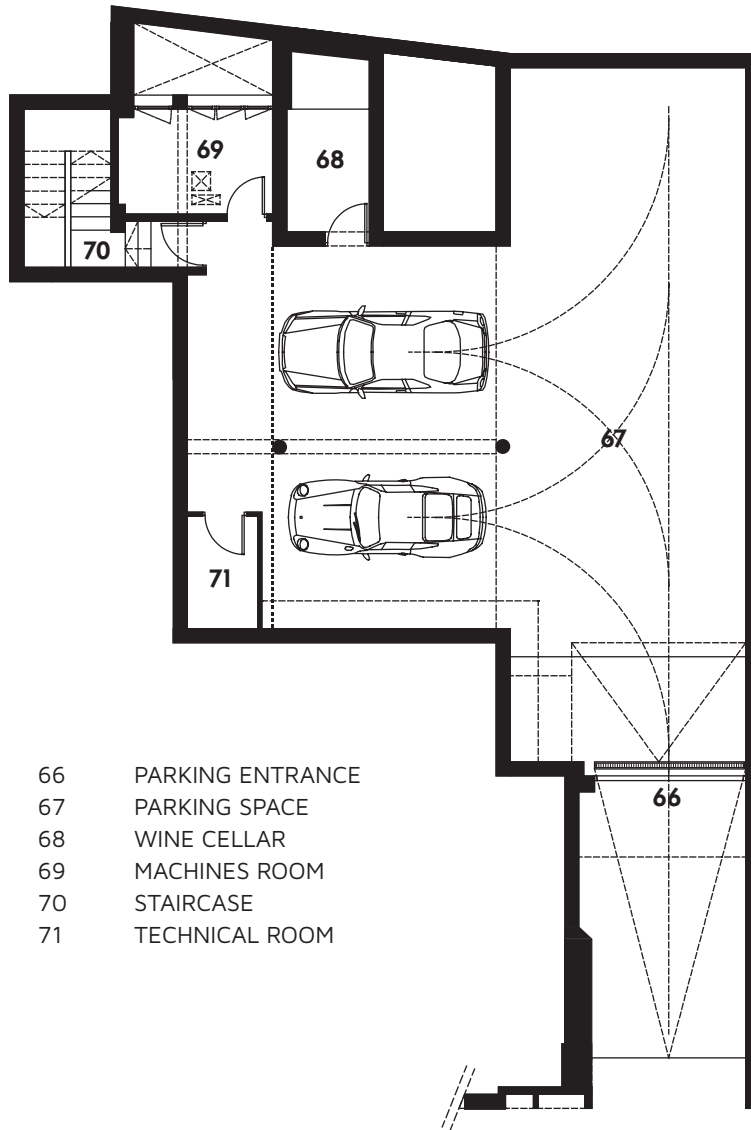 69
68
70
67
71
66 PARKING ENTRANCE
67 PARKING SPACE
68 WINE CELLAR
69 MACHINES ROOM
70 STAIRCASE
71 TECHNICAL ROOM
66